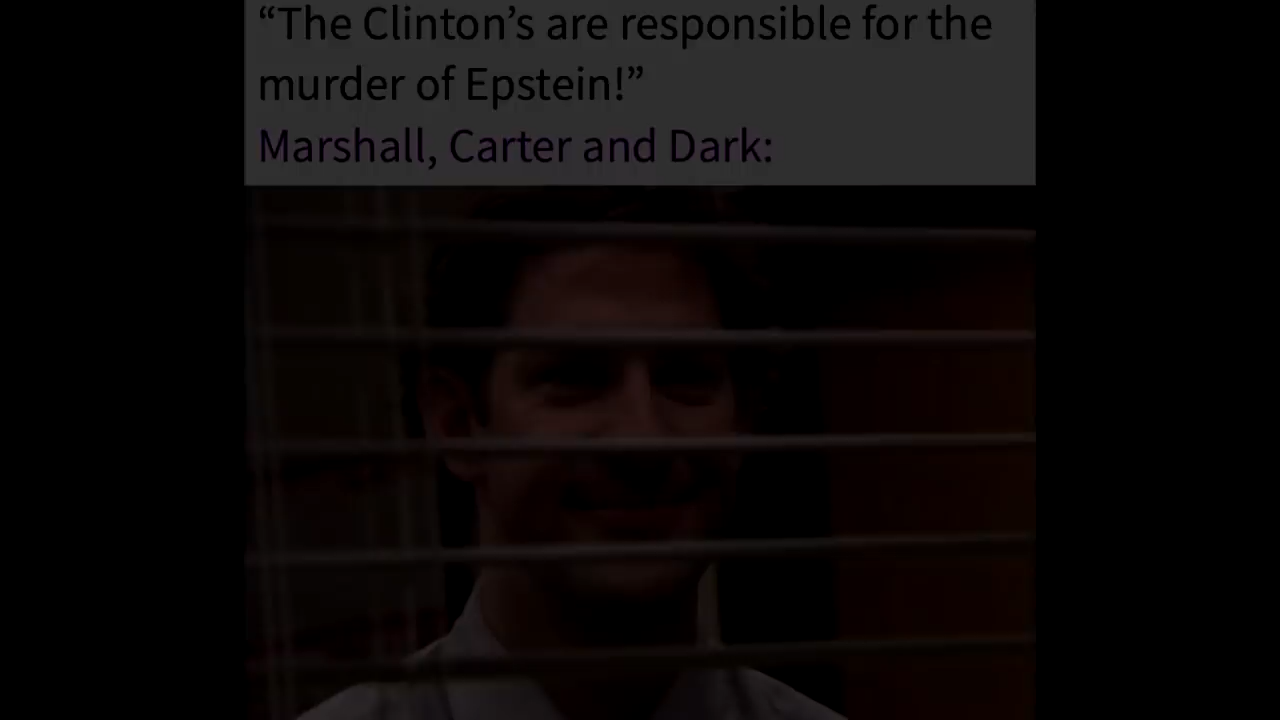 “The Clinton’s are responsible for the
murder of Epstein!”
Marshall, Carter and Dark: